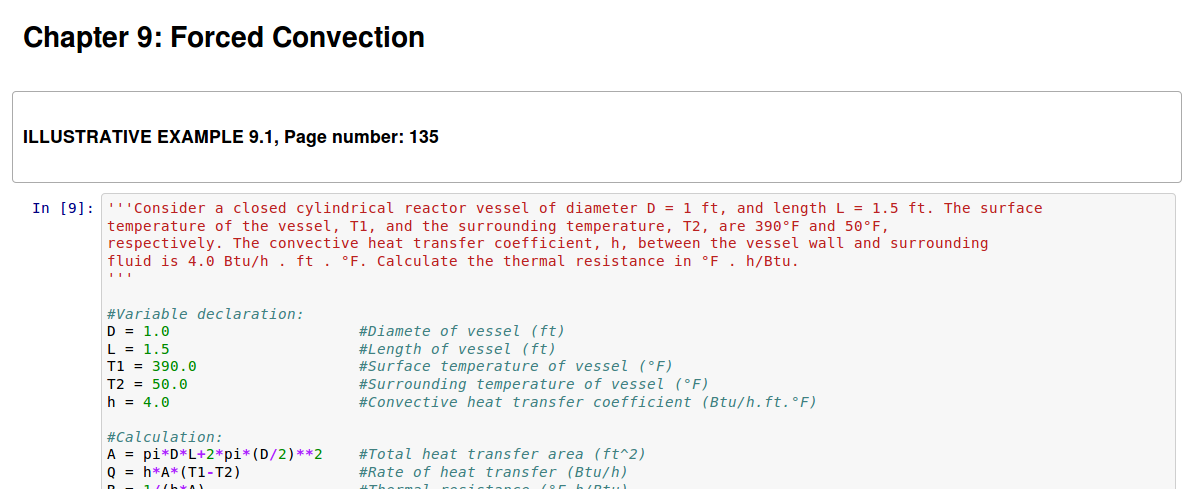 Chapter 9: Forced Convection
ILLUSTRATIVE EXAMPLE 9.1, Page number: 135
In [9]: '''Consider a closed cylindrical reactor vessel of diameter D = 1 ft, and length L = 1.5 ft. The surface
temperature of the vessel, T1, and the surrounding temperature, T2, are 390°F and 50°F,
respectively. The convective heat transfer coefficient, h, between the vessel wall and surrounding
fluid is 4.0 Btu/h . ft . °F. Calculate the thermal resistance in °F . h/Btu.
'''
#Variable declaration:
D = 1.0 #Diamete of vessel (ft)
L = 1.5 #Length of vessel (ft)
T1 = 390.0 #Surface temperature of vessel (°F)
T2 = 50.0 #Surrounding temperature of vessel (°F)
h = 4.0 #Convective heat transfer coefficient (Btu/h.ft.°F)
#Calculation:
A = pi*D*L+2*pi*(D/2)**2 #Total heat transfer area (ft^2)
Q = h*A*(T1-T2) #Rate of heat transfer (Btu/h)
R = 1/(h*A) #Thermal resistance (°F.h/Btu)